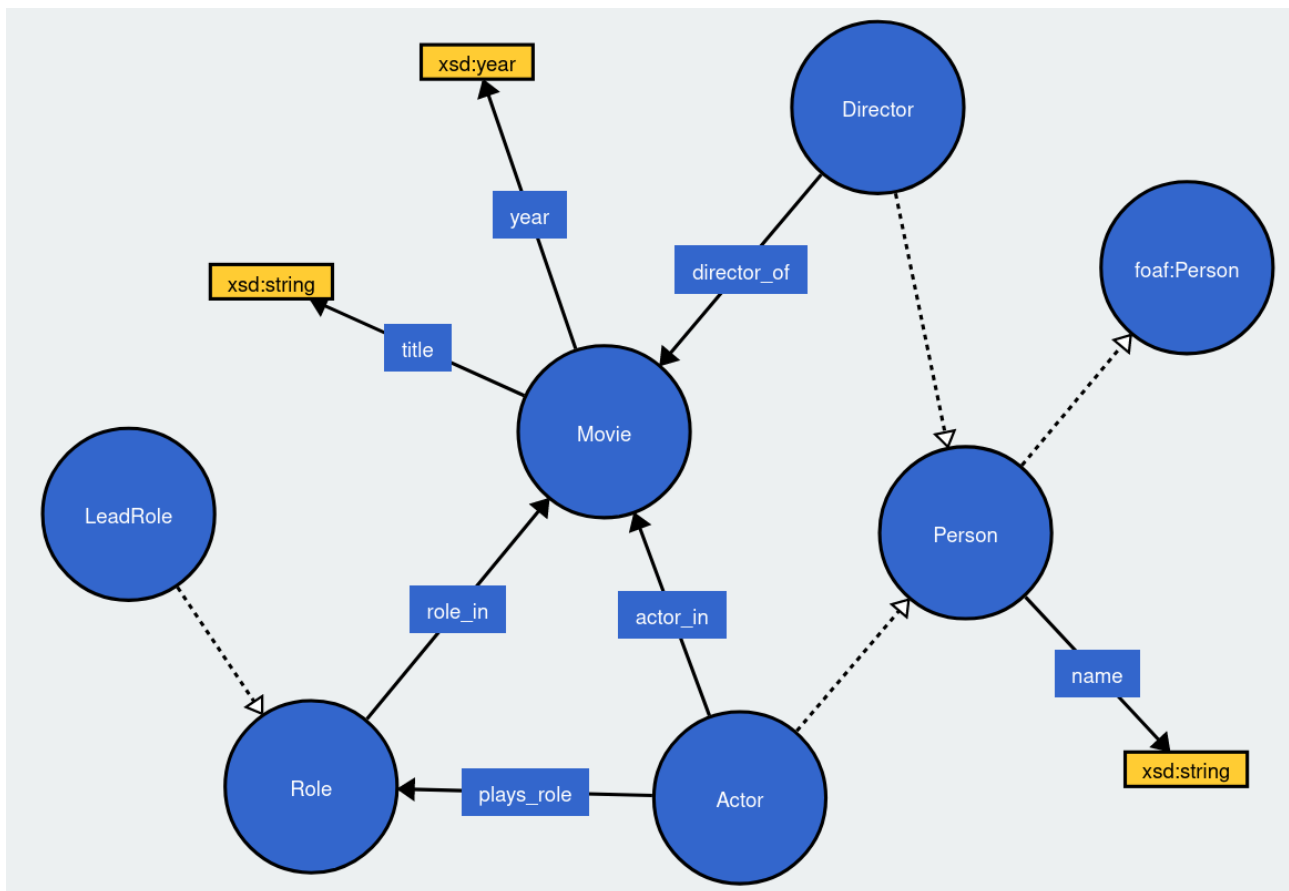 xsd:year
Director
year
director_of
foaf:Person
xsd:string
title
Movie
LeadRole
Person
role_in
actor_in
name
xsd:string
Role
plays_role
Actor